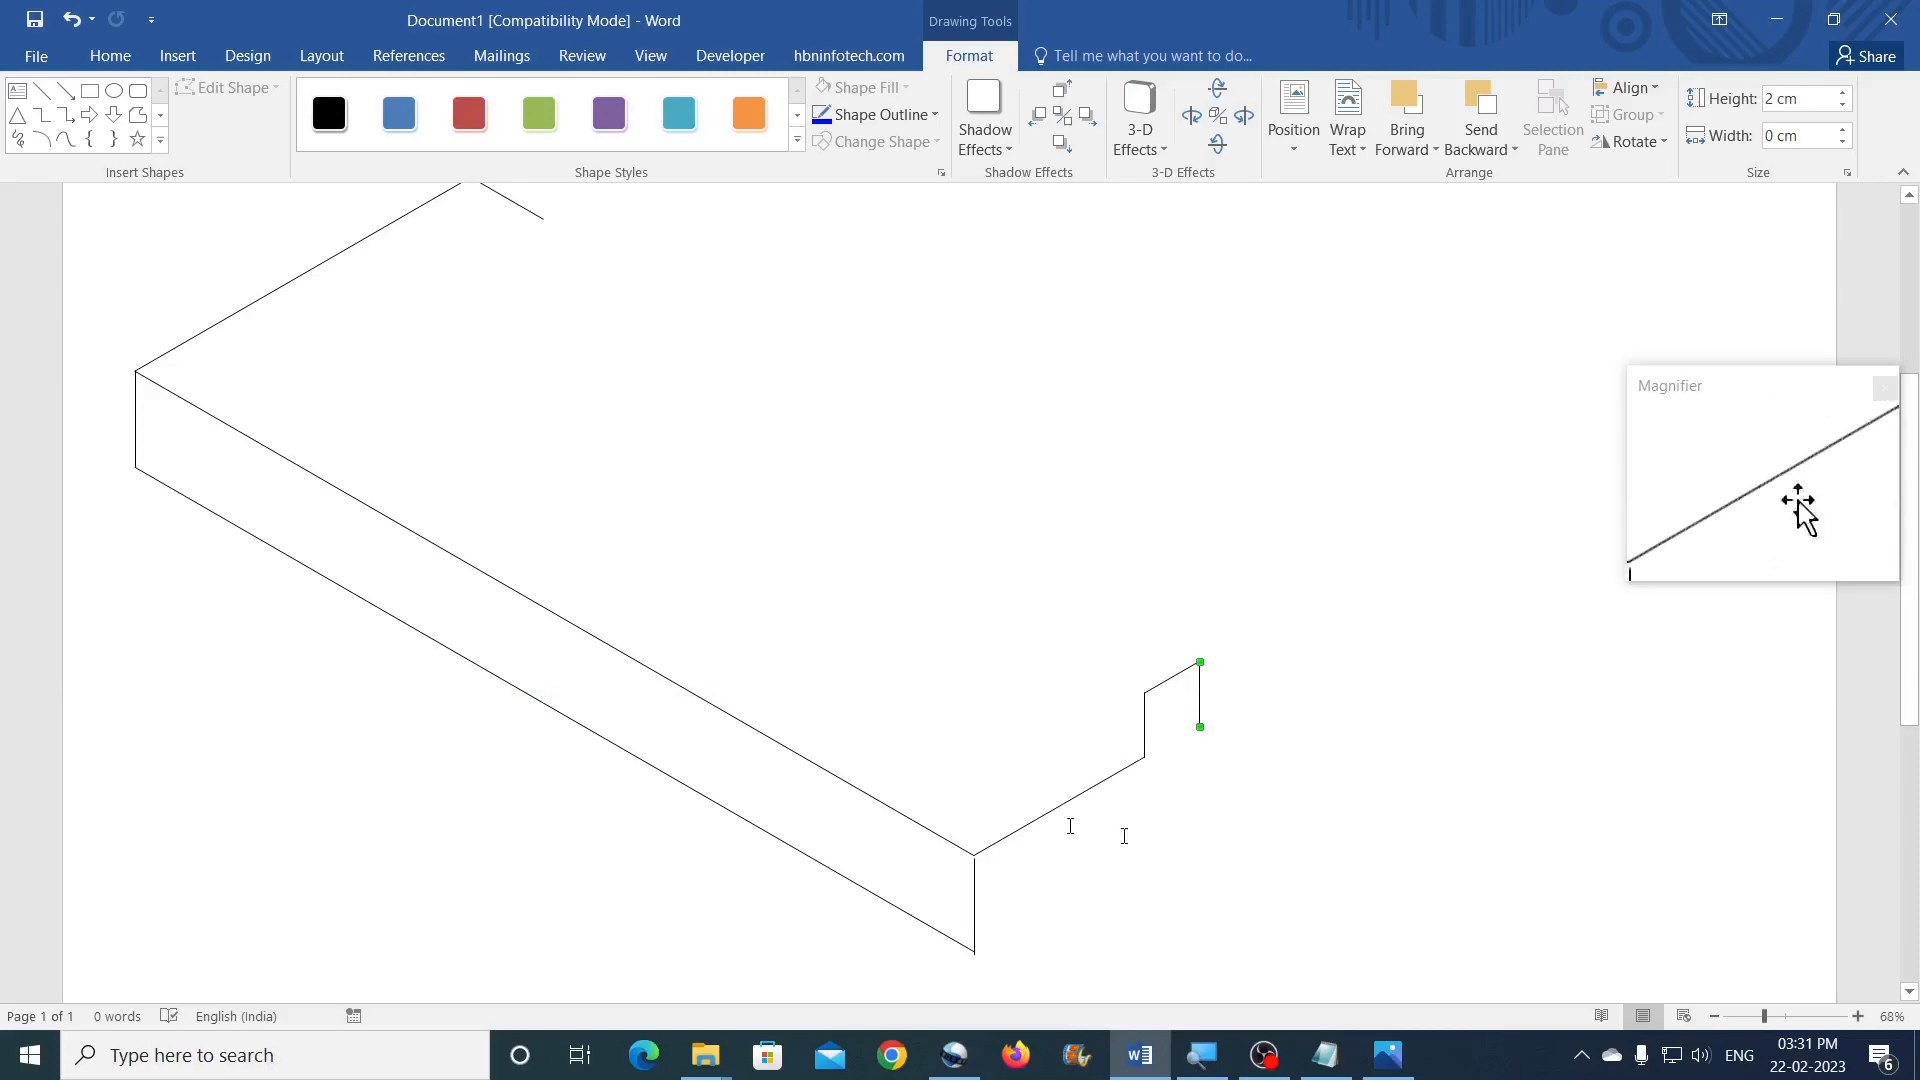 Document1 [Compatibility Mode] - Word
Drawing Tools
File Home Insert Design Layout References Mailings Review View Developer hbninfotech.com Format Tell me what you want to do... Share
Edit Shape
Shape Fill
Shape Outline
Change Shape
Shadow Effects
3-D Effects
Position
Wrap Text
Bring Forward
Send Backward
Selection Pane
Align
Group
Rotate
Height: 2 cm
Width: 0 cm
Insert Shapes Shape Styles Shadow Effects 3-D Effects Arrange Size
Magnifier
Page 1 of 1 0 words English (India) 68%
Type here to search
ENG
03:31 PM
22-02-2023
6